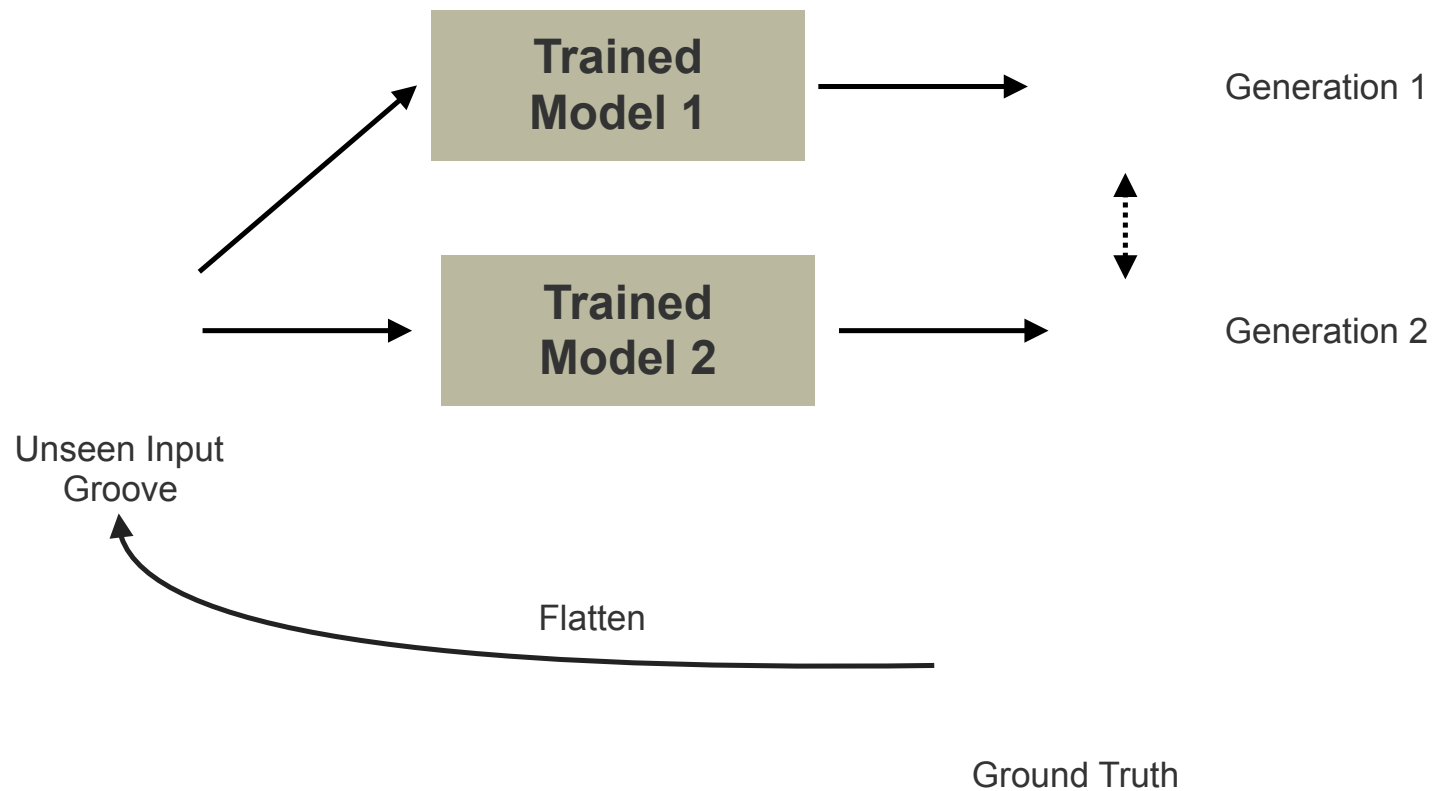 Trained
Model 1
Generation 1
Trained
Model 2
Generation 2
Unseen Input
Groove
Flatten
Ground Truth